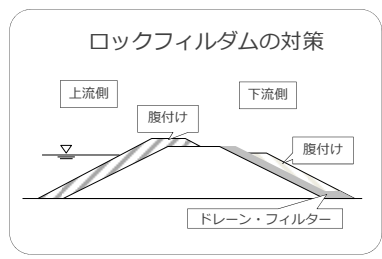 ロックフィルダムの対策
上流側
下流側
腹付け
腹付け
ドレーン・フィルター